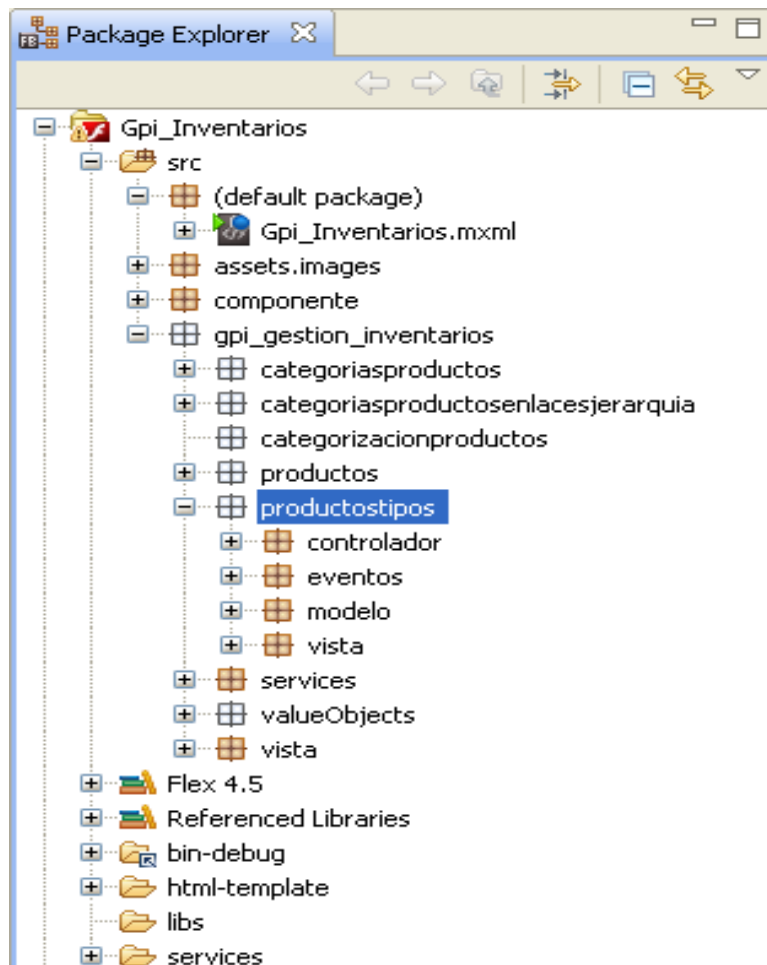 Package Explorer
Gpi_Inventarios
src
(default package)
Gpi_Inventarios.mxml
assets.images
componente
gpi_gestion_inventarios
categoriasproductos
categoriasproductosenlacesjerarquia
categorizacionproductos
productos
productostipos
controlador
eventos
modelo
vista
services
valueObjects
vista
Flex 4.5
Referenced Libraries
bin-debug
html-template
libs
services